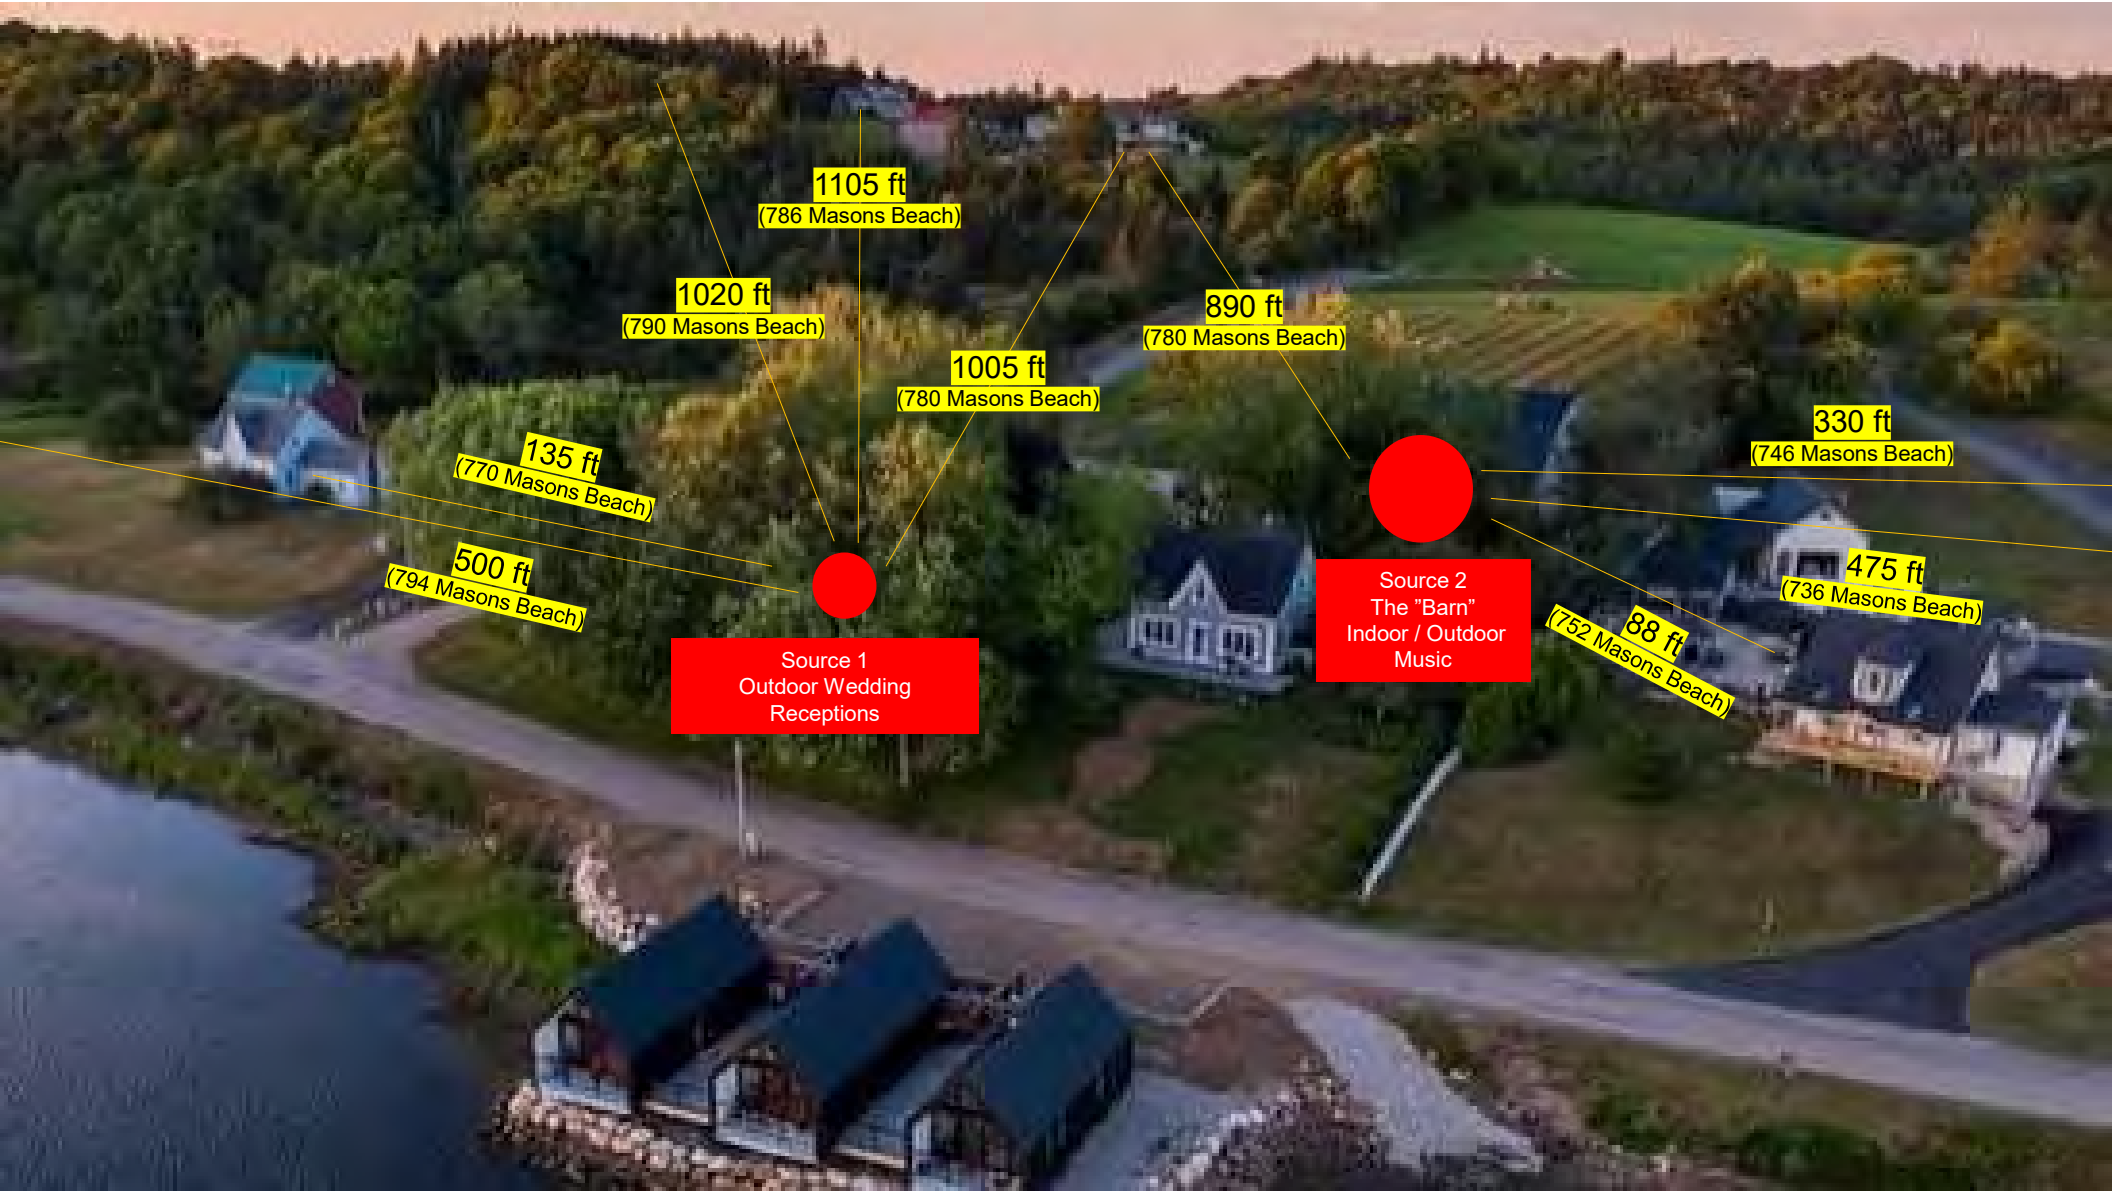 1105 ft
(786 Masons Beach)
1020 ft
(790 Masons Beach)
890 ft
(780 Masons Beach)
1005 ft
(780 Masons Beach)
330 ft
(746 Masons Beach)
135 ft
(770 Masons Beach)
500 ft
(794 Masons Beach)
475 ft
(736 Masons Beach)
88 ft
(752 Masons Beach)
Source 1
Outdoor Wedding
Receptions
Source 2
The ”Barn”
Indoor / Outdoor
Music